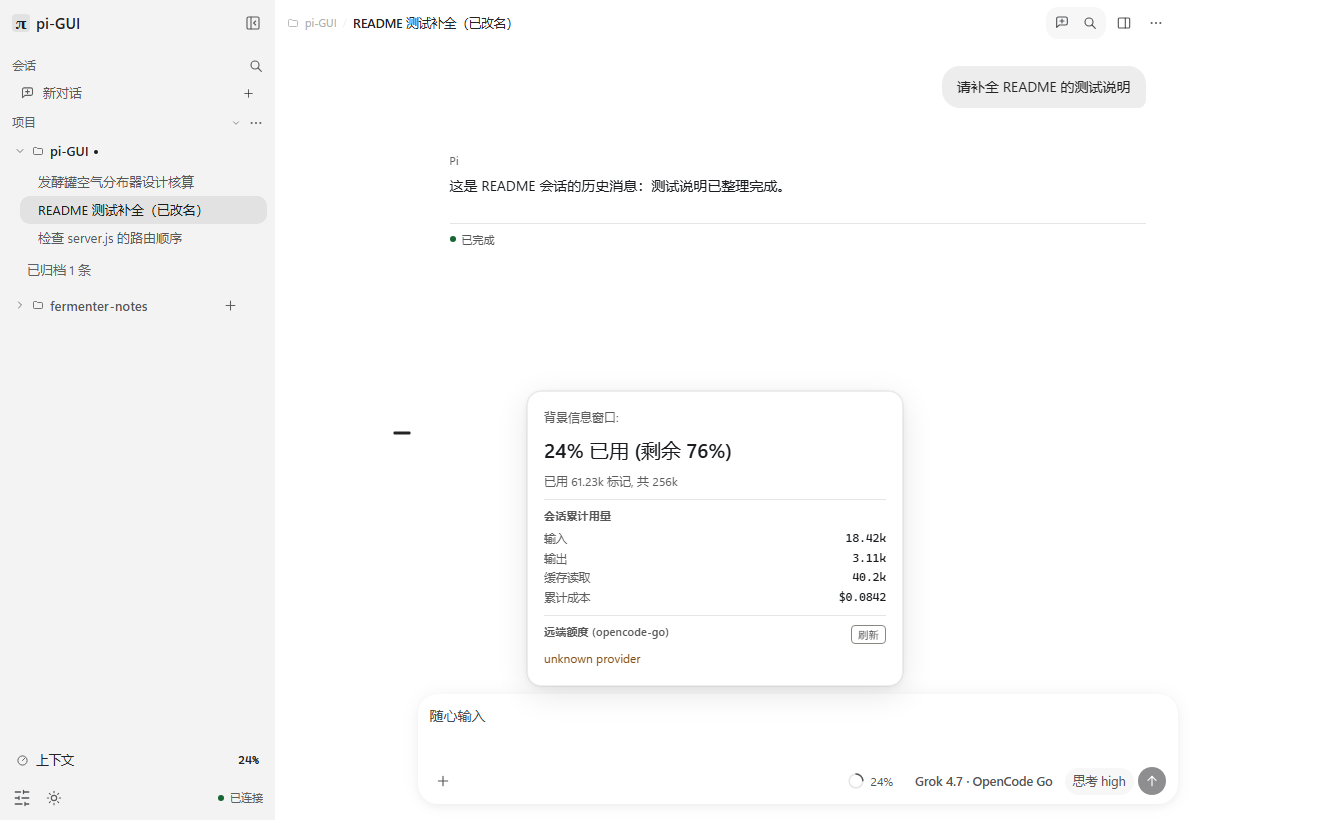 π pi-GUI
会话
新对话
项目
pi-GUI
发酵罐空气分布器设计核算
README 测试补全（已改名）
检查 server.js 的路由顺序
已归档 1 条
fermenter-notes
上下文 24%
已连接
pi-GUI / README 测试补全（已改名）
请补全 README 的测试说明
Pi
这是 README 会话的历史消息：测试说明已整理完成。
已完成
背景信息窗口:
24% 已用 (剩余 76%)
已用 61.23k 标记, 共 256k
会话累计用量
输入 18.42k
输出 3.11k
缓存读取 40.2k
累计成本 $0.0842
远端额度 (opencode-go) 刷新
unknown provider
随心输入
24% Grok 4.7 · OpenCode Go 思考 high